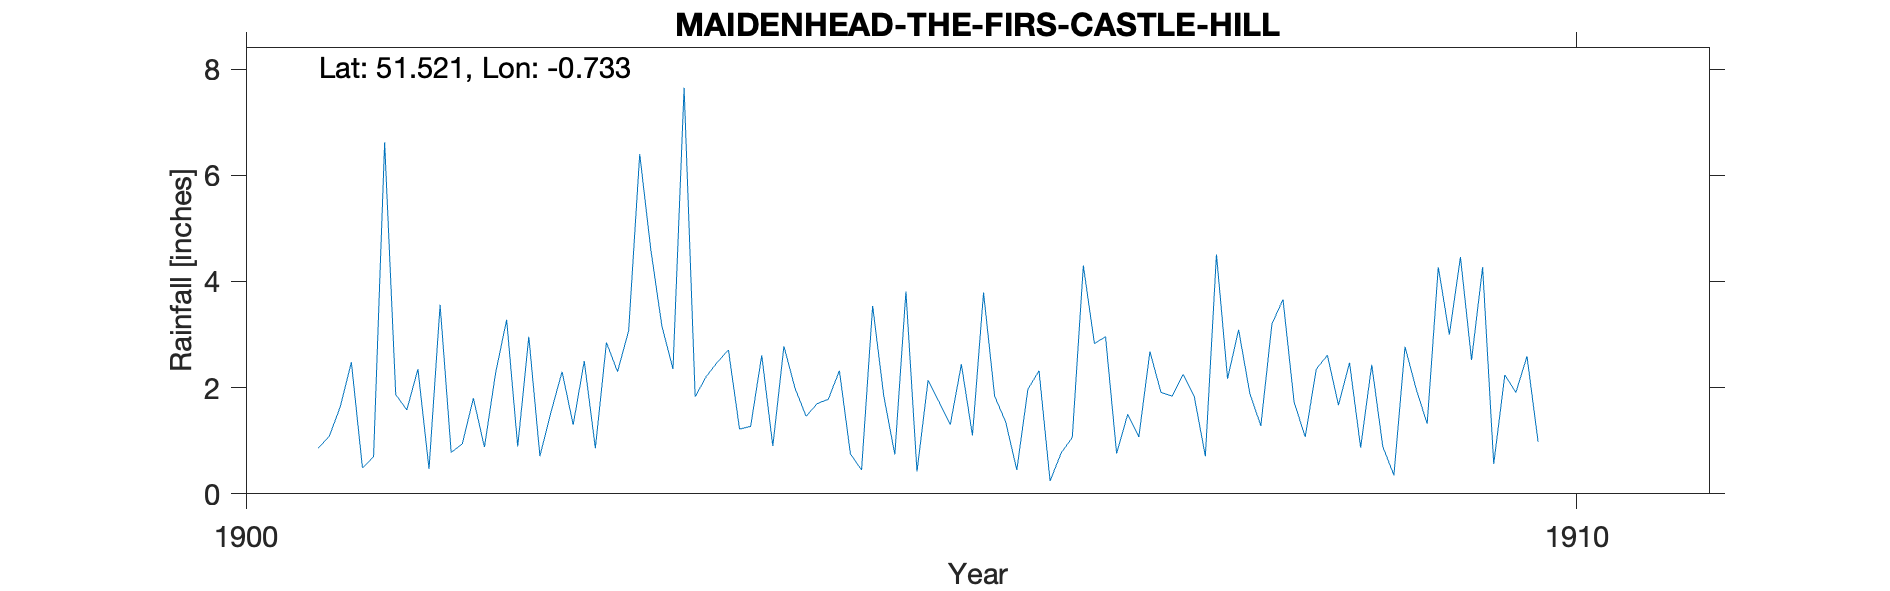 MAIDENHEAD-THE-FIRS-CASTLE-HILL
Lat: 51.521, Lon: -0.733
8
6
4
2
0
Rainfall [inches]
1900
1910
Year